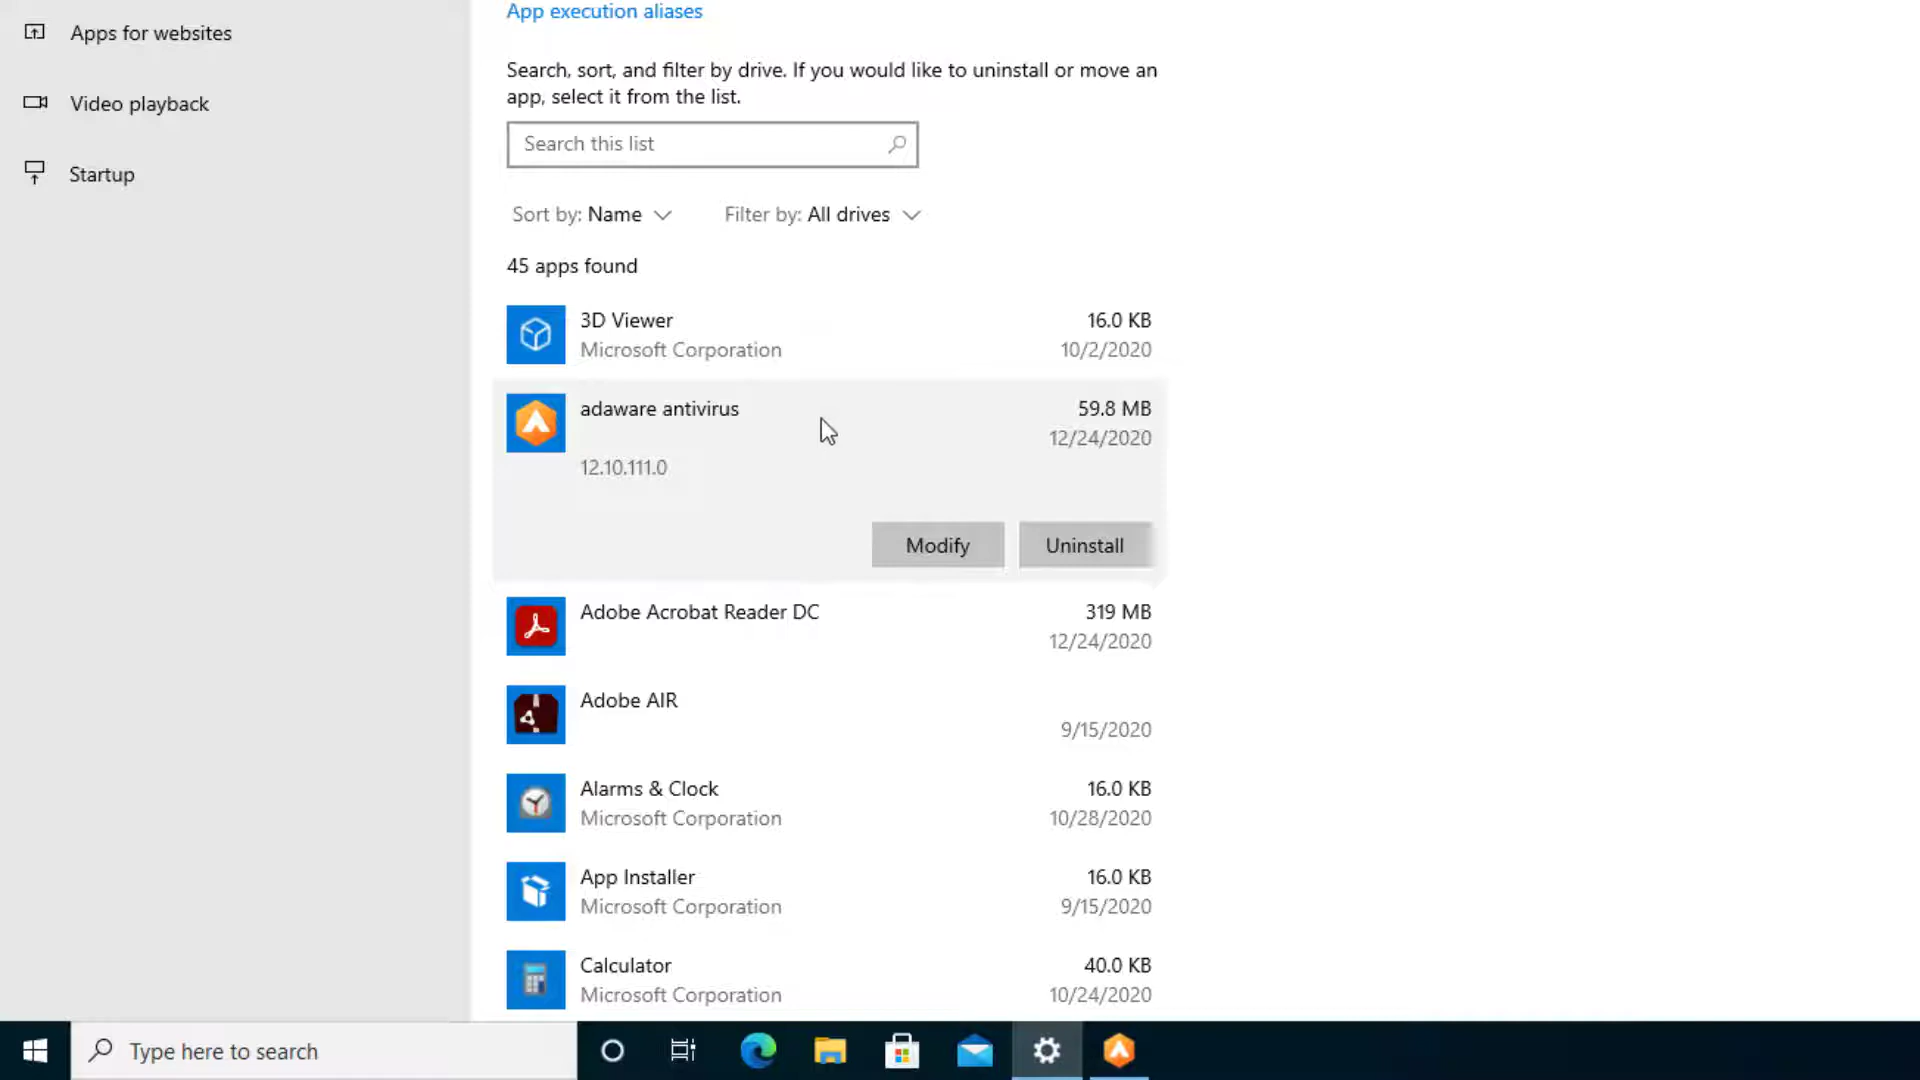 App execution aliases
Apps for websites
Search, sort, and filter by drive. If you would like to uninstall or move an
app, select it from the list.
Video playback
Search this list
Startup
Sort by: Name
Filter by: All drives
45 apps found
3D Viewer
16.0 KB
Microsoft Corporation
10/2/2020
adaware antivirus
59.8 MB
12/24/2020
12.10.111.0
Modify
Uninstall
Adobe Acrobat Reader DC
319 MB
12/24/2020
Adobe AIR
9/15/2020
Alarms & Clock
16.0 KB
Microsoft Corporation
10/28/2020
App Installer
16.0 KB
Microsoft Corporation
9/15/2020
Calculator
40.0 KB
Microsoft Corporation
10/24/2020
Type here to search